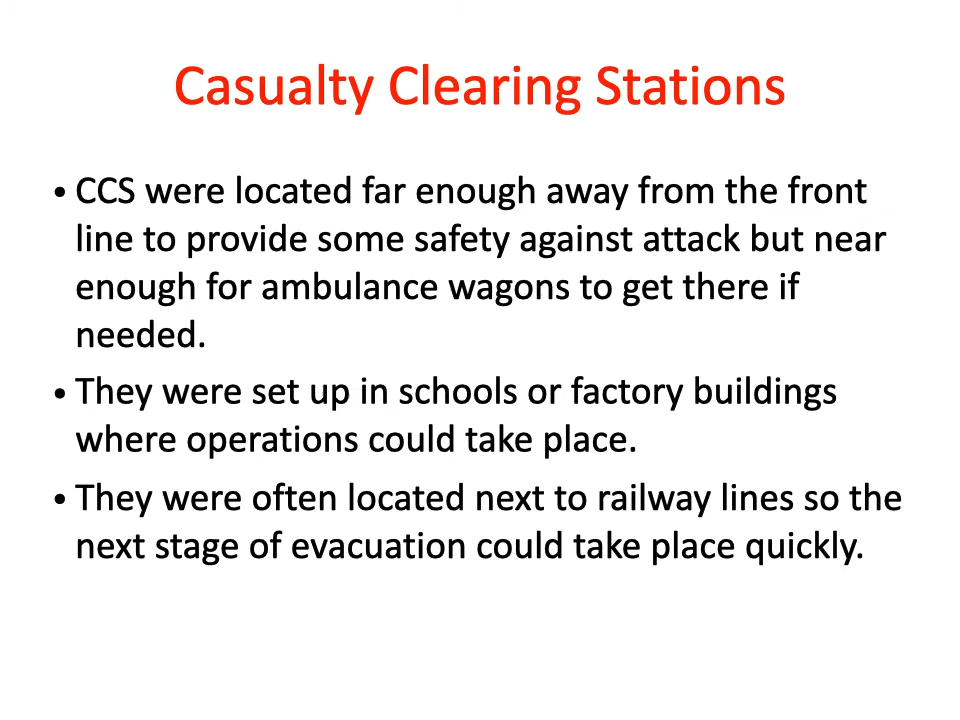 Casualty Clearing Stations
• CCS were located far enough away from the front
line to provide some safety against attack but near
enough for ambulance wagons to get there if
needed.
• They were set up in schools or factory buildings
where operations could take place.
• They were often located next to railway lines so the
next stage of evacuation could take place quickly.